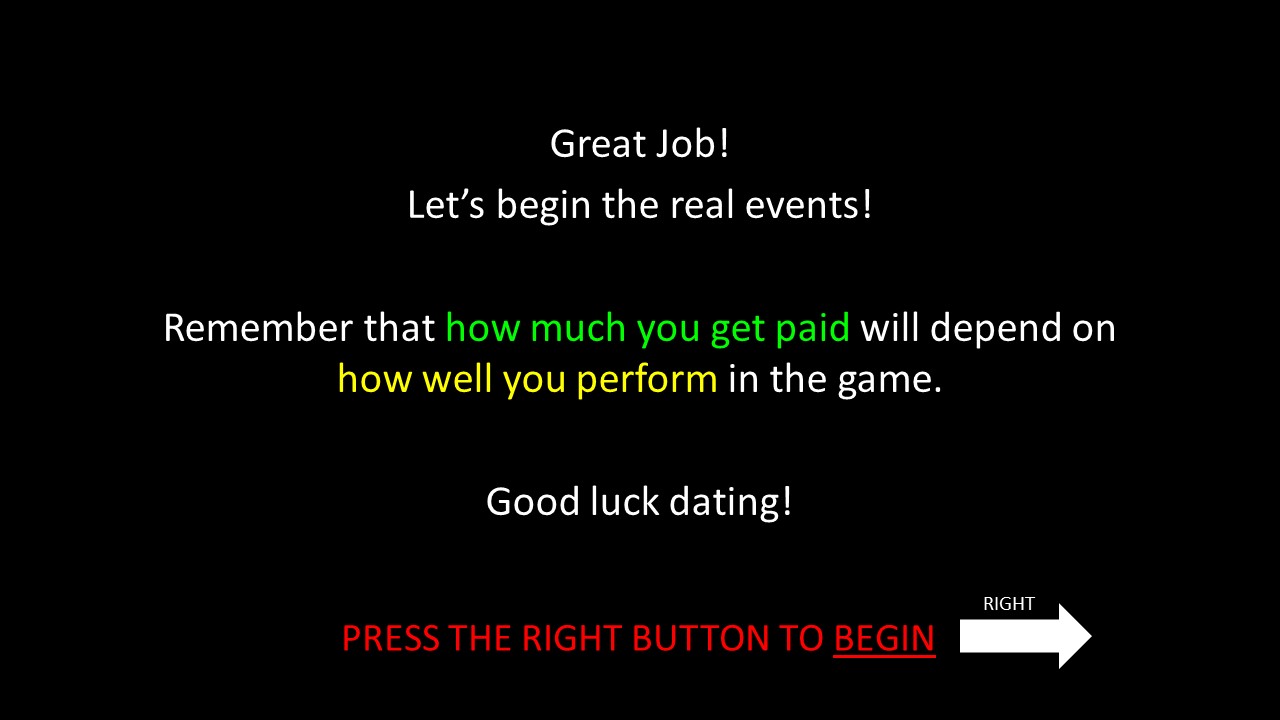 Great Job!
Let’s begin the real events!
Remember that how much you get paid will depend on
how well you perform in the game.
Good luck dating!
RIGHT
PRESS THE RIGHT BUTTON TO BEGIN